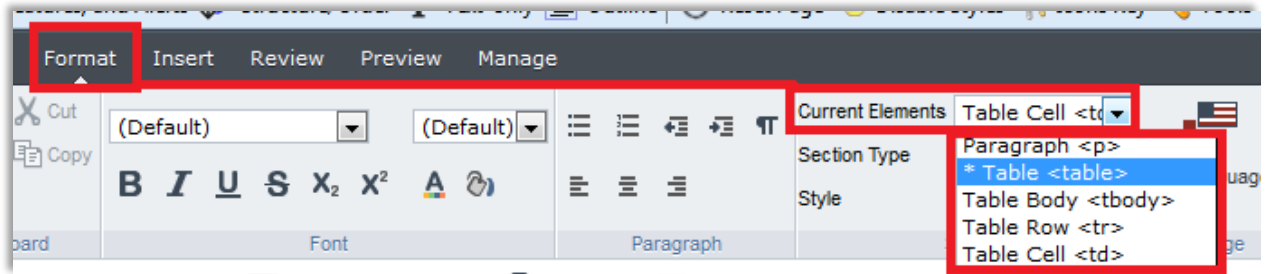 Format Insert Review Preview Manage
Cut
Copy
(Default) (Default)
B I U S X₂ X² A
Font
Paragraph
Current Elements Table Cell <t
Section Type
Style
Paragraph <p>
* Table <table>
Table Body <tbody>
Table Row <tr>
Table Cell <td>